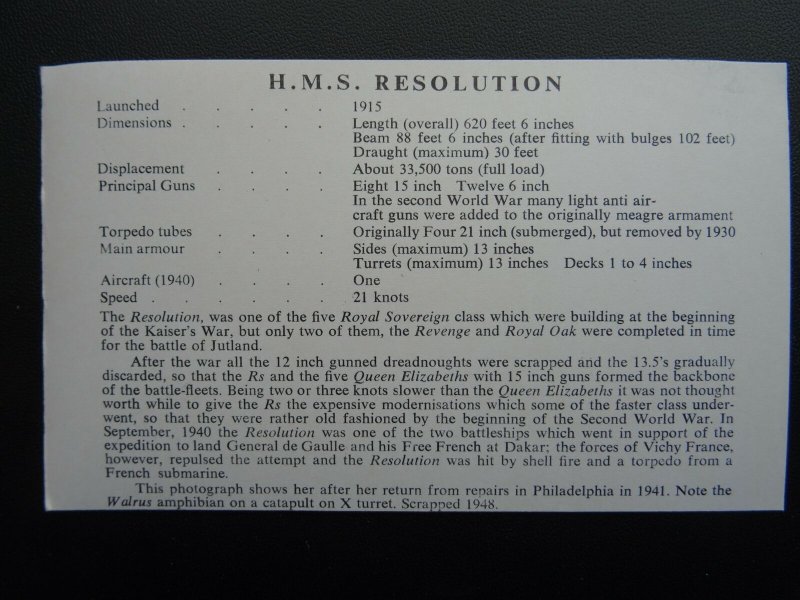 H.M.S. RESOLUTION
Launched . . . . . 1915
Dimensions . . . . . Length (overall) 620 feet 6 inches
Beam 88 feet 6 inches (after fitting with bulges 102 feet)
Draught (maximum) 30 feet
Displacement . . . . About 33,500 tons (full load)
Principal Guns . . . . Eight 15 inch Twelve 6 inch
In the second World War many light anti air-
craft guns were added to the originally meagre armament
Torpedo tubes . . . . Originally Four 21 inch (submerged), but removed by 1930
Main armour . . . . Sides (maximum) 13 inches
Turrets (maximum) 13 inches Decks 1 to 4 inches
Aircraft (1940) . . . . One
Speed . . . . . . 21 knots
The Resolution, was one of the five Royal Sovereign class which were building at the beginning
of the Kaiser's War, but only two of them, the Revenge and Royal Oak were completed in time
for the battle of Jutland.
After the war all the 12 inch gunned dreadnoughts were scrapped and the 13.5's gradually
discarded, so that the Rs and the five Queen Elizabeths with 15 inch guns formed the backbone
of the battle-fleets. Being two or three knots slower than the Queen Elizabeths it was not thought
worth while to give the Rs the expensive modernisations which some of the faster class under-
went, so that they were rather old fashioned by the beginning of the Second World War. In
September, 1940 the Resolution was one of the two battleships which went in support of the
expedition to land General de Gaulle and his Free French at Dakar; the forces of Vichy France,
however, repulsed the attempt and the Resolution was hit by shell fire and a torpedo from a
French submarine.
This photograph shows her after her return from repairs in Philadelphia in 1941. Note the
Walrus amphibian on a catapult on X turret. Scrapped 1948.